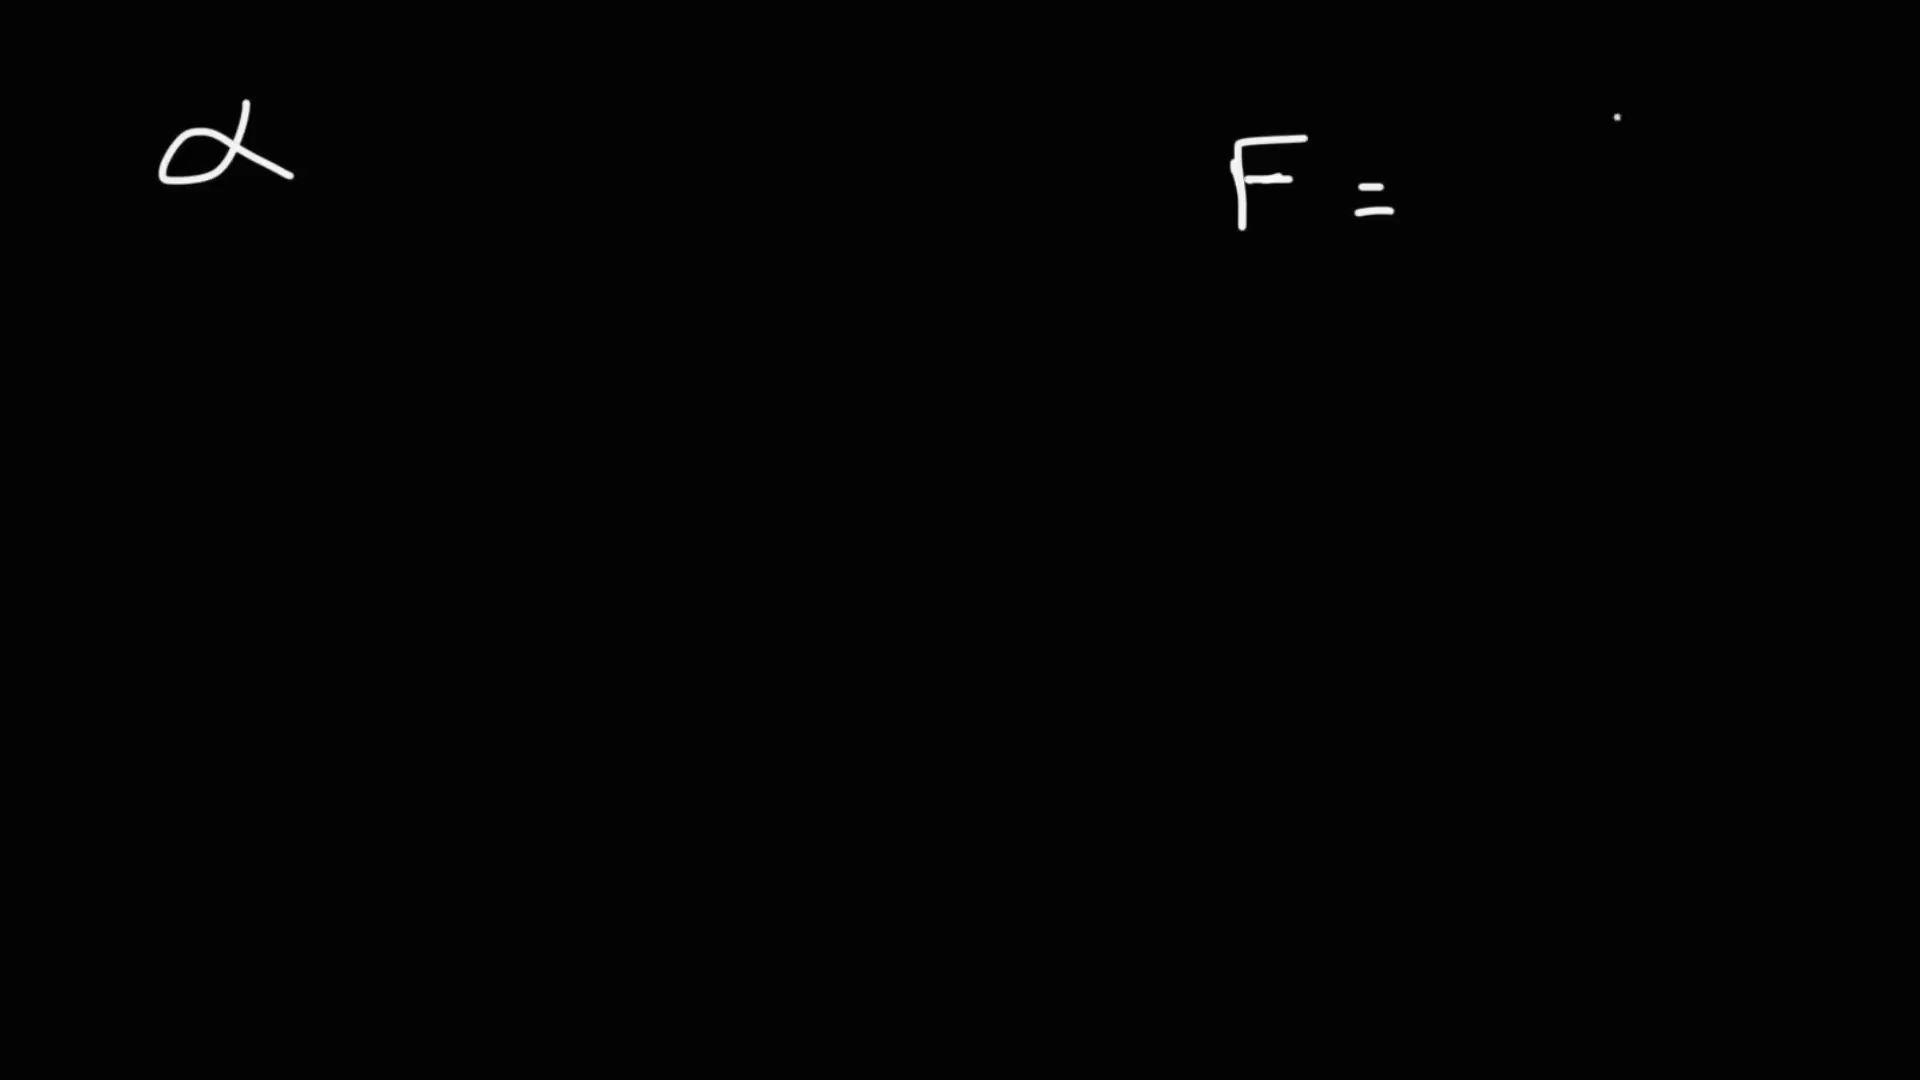 α F =